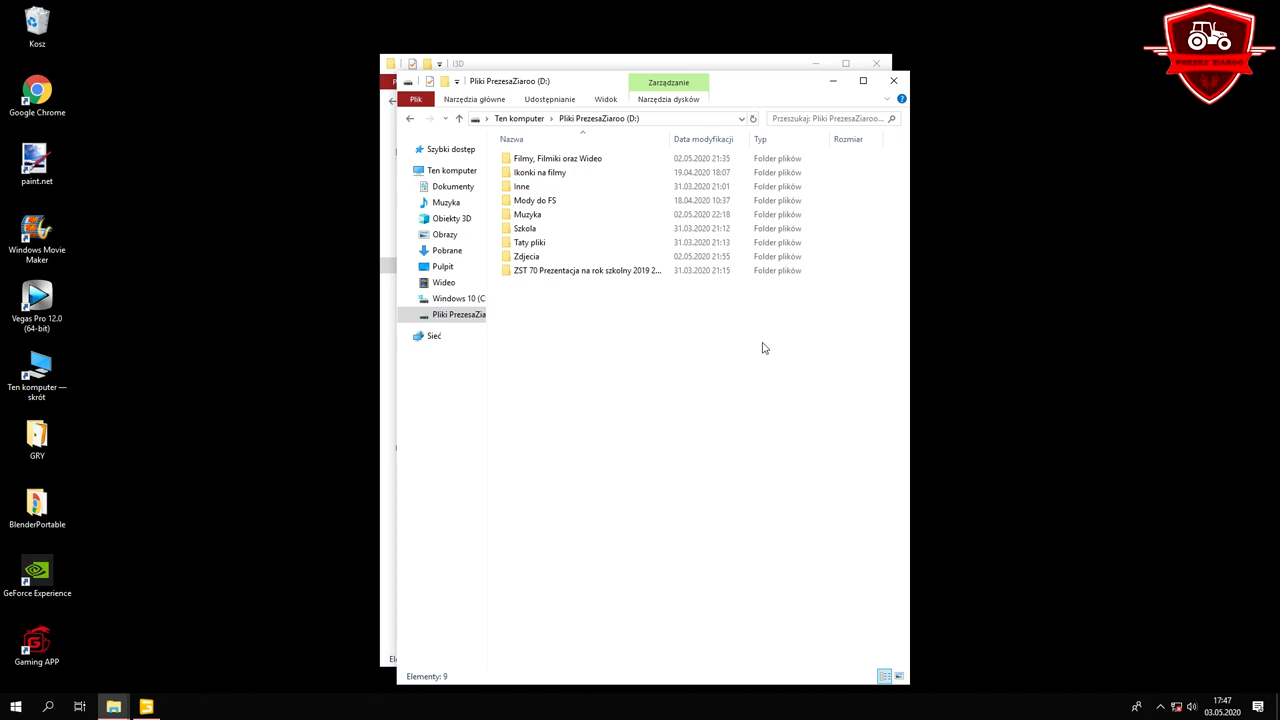 Kosz
Google Chrome
paint.net
Windows Movie
Maker
Vegas Pro 12.0
(64-bit)
Ten komputer —
skrót
GRY
BlenderPortable
GeForce Experience
Gaming APP
i3D
Pliki PrezesaZiaroo (D:)
Zarządzanie
Plik
Narzędzia główne
Udostępnianie
Widok
Narzędzia dysków
Ten komputer
Pliki PrezesaZiaroo (D:)
Przeszukaj: Pliki PrezesaZiaroo...
Szybki dostęp
Ten komputer
Dokumenty
Muzyka
Obiekty 3D
Obrazy
Pobrane
Pulpit
Wideo
Windows 10 (C
Pliki PrezesaZia
Sieć
Nazwa Data modyfikacji Typ Rozmiar
Filmy, Filmiki oraz Wideo 02.05.2020 21:35 Folder plików
Ikonki na filmy 19.04.2020 18:07 Folder plików
Inne 31.03.2020 21:01 Folder plików
Mody do FS 18.04.2020 10:37 Folder plików
Muzyka 02.05.2020 22:18 Folder plików
Szkola 31.03.2020 21:12 Folder plików
Taty pliki 31.03.2020 21:13 Folder plików
Zdjecia 02.05.2020 21:55 Folder plików
ZST 70 Prezentacja na rok szkolny 2019 2... 31.03.2020 21:15 Folder plików
Elementy: 9
PREZES ZIAROO
17:47
03.05.2020